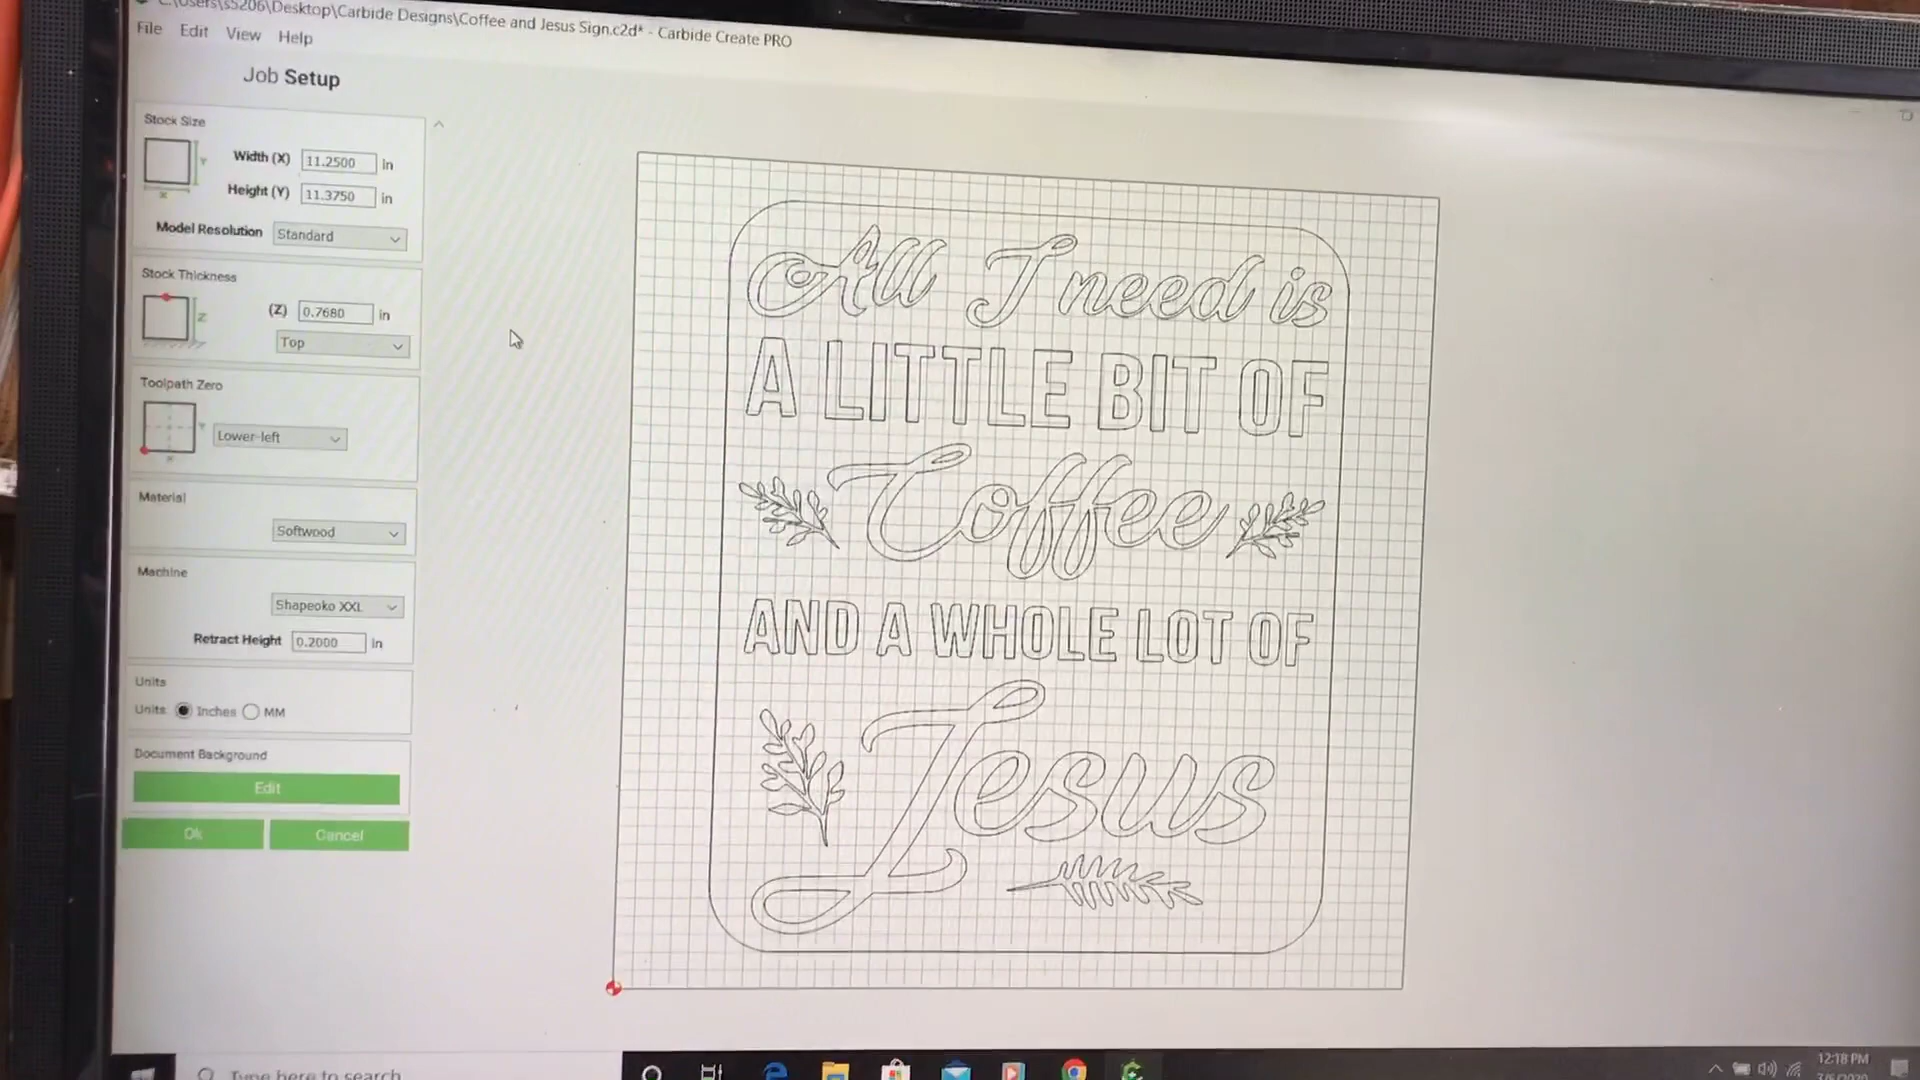 C:\Users\s5206\Desktop\Carbide Designs\Coffee and Jesus Sign.c2d* - Carbide Create PRO
File Edit View Help
Job Setup
Stock Size
Width (X) 11.2500 in
Height (Y) 11.3750 in
Model Resolution Standard
Stock Thickness
(Z) 0.7680 in
Top
Toolpath Zero
Lower-left
Material
Softwood
Machine
Shapeoko XXL
Retract Height 0.2000 in
Units
Units Inches MM
Document Background
Edit
Ok Cancel
All I need is
A LITTLE BIT OF
Coffee
AND A WHOLE LOT OF
Jesus
Type here to search
12:18 PM